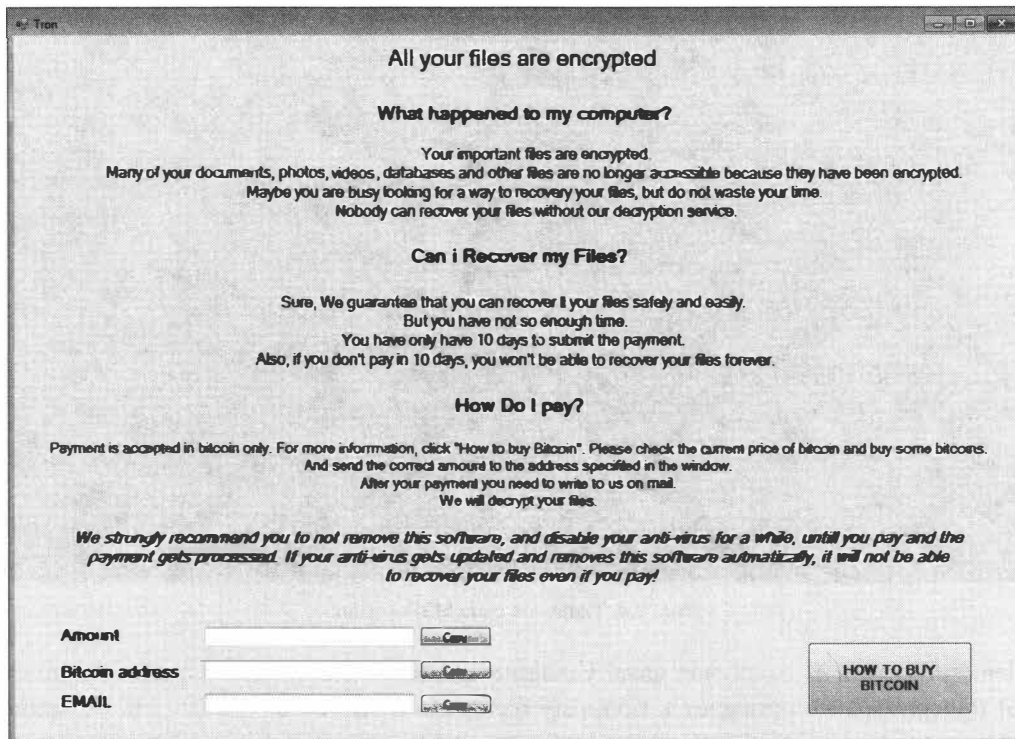 Tron
All your files are encrypted
What happened to my computer?
Your important files are encrypted.
Many of your documents, photos, videos, databases and other files are no longer accessible because they have been encrypted.
Maybe you are busy looking for a way to recovery your files, but do not waste your time.
Nobody can recover your files without our decryption service.
Can i Recover my Files?
Sure, We guarantee that you can recover ll your files safely and easily.
But you have not so enough time.
You have only have 10 days to submit the payment.
Also, if you don't pay in 10 days, you won't be able to recover your files forever.
How Do I pay?
Payment is accepted in bitcoin only. For more information, click "How to buy Bitcoin". Please check the current price of bitcoin and buy some bitcoins.
And send the correct amount to the address specified in the window.
After your payment you need to write to us on mail.
We will decrypt your files.
We strongly recommend you to not remove this software, and disable your anti-virus for a while, untill you pay and the
payment gets processed. If your anti-virus gets updated and removes this software autmatically, it will not be able
to recover your files even if you pay!
Amount
Copy
Bitcoin address
Copy
EMAIL
Copy
HOW TO BUY
BITCOIN